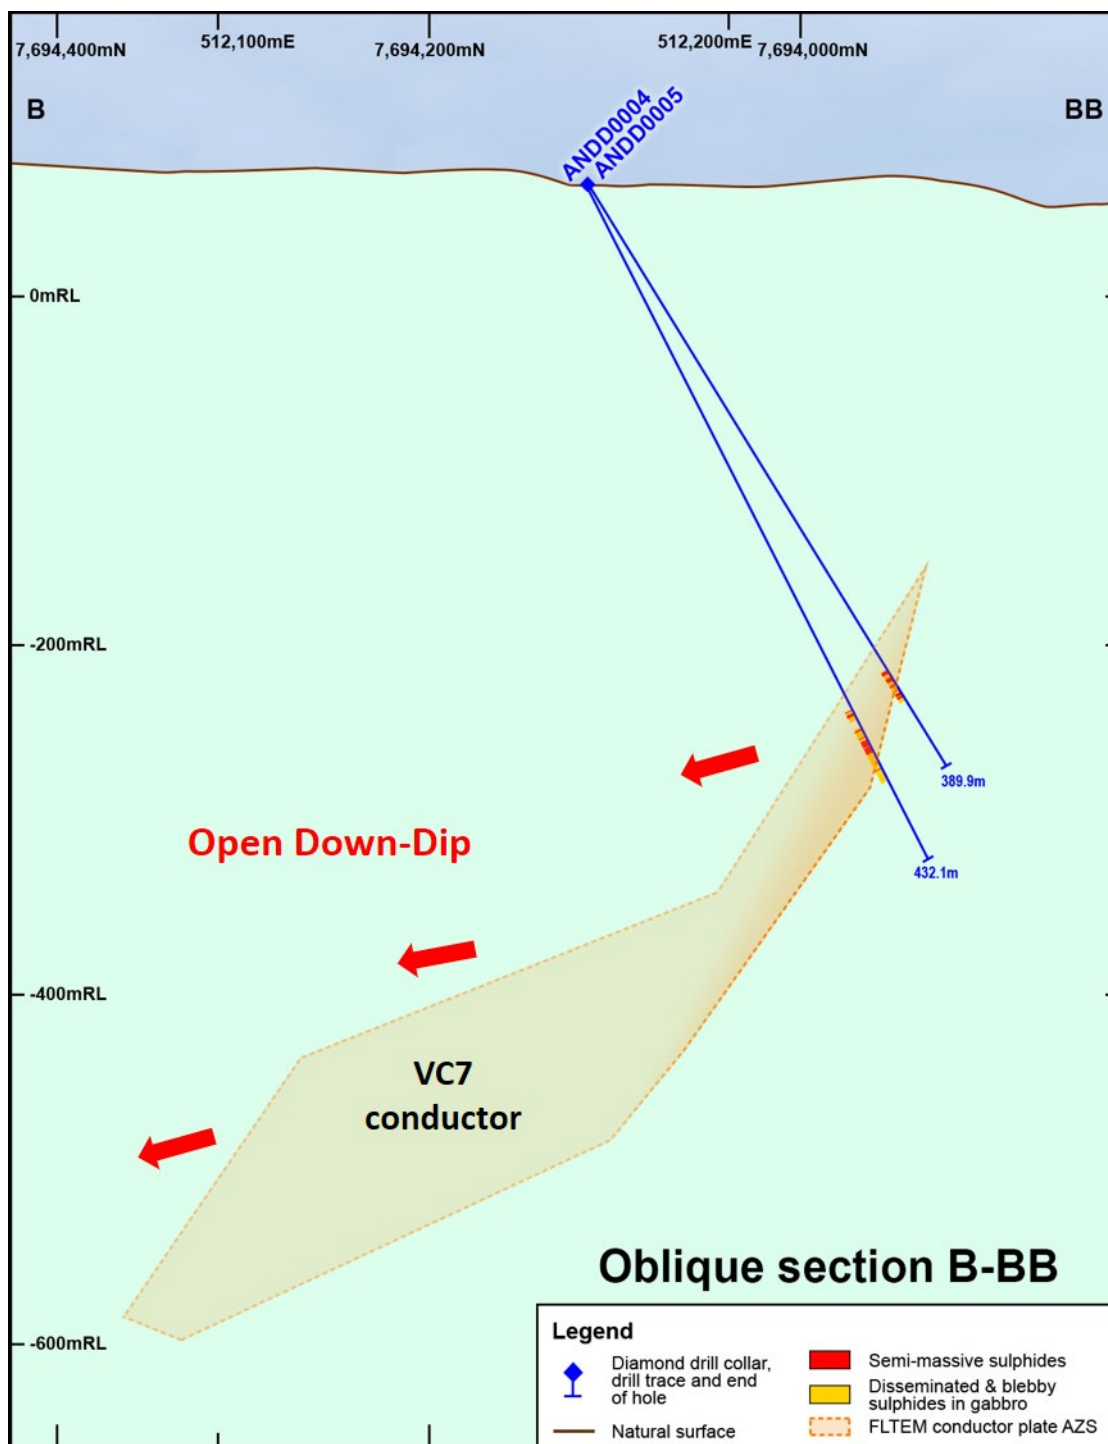 7,694,400mN
512,100mE
7,694,200mN
512,200mE
7,694,000mN
B
BB
ANDD0004
ANDD0005
0mRL
-200mRL
389.9m
Open Down-Dip
432.1m
-400mRL
VC7
conductor
Oblique section B-BB
-600mRL
Legend
Diamond drill collar,
drill trace and end
of hole
Natural surface
Semi-massive sulphides
Disseminated & blebby
sulphides in gabbro
FLTEM conductor plate AZS